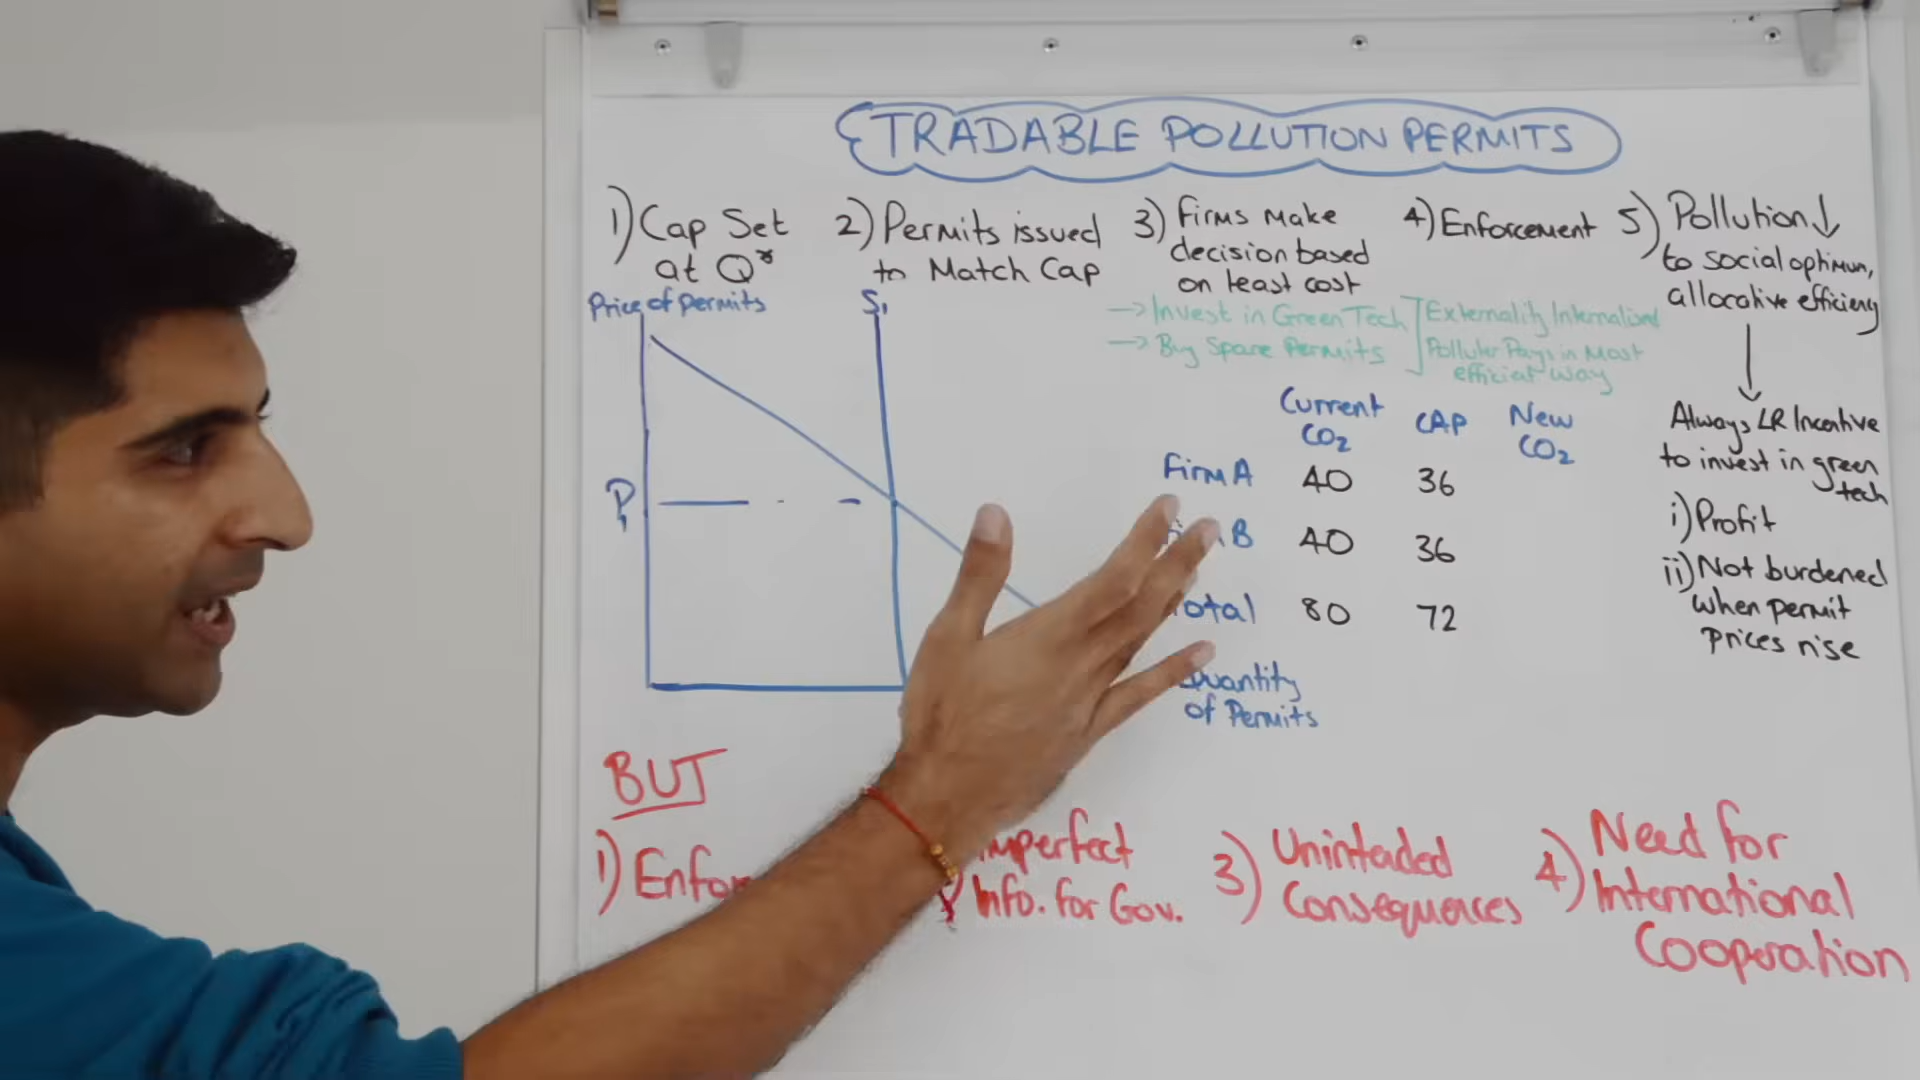 TRADABLE POLLUTION PERMITS
1) Cap Set
at Q*
2) Permits issued
to Match Cap
3) Firms Make
decision based
on least cost
→ Invest in Green Tech
→ Buy Spare Permits
4) Enforcement
Externality Internalised
Polluter Pays in Most
efficient way
5) Pollution ↓
to social optimum,
allocative efficiency
Always LR Incentive
to invest in green
tech
i) Profit
ii) Not burdened
when permit
prices rise
Price of permits
S1
P1
Quantity
of Permits
Current
CO2
CAP
New
CO2
Firm A 40 36
B 40 36
Total 80 72
BUT
1)
Imperfect
Info. for Gov.
3) Unintended
Consequences
4) Need for
International
Cooperation